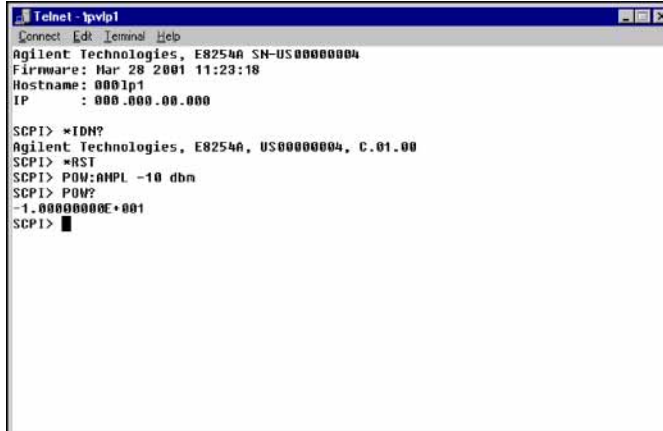 Telnet - tpvlp1
Connect Edit Terminal Help
Agilent Technologies, E8254A SN-US00000004
Firmware: Mar 28 2001 11:23:18
Hostname: 000lp1
IP : 000.000.00.000
SCPI> *IDN?
Agilent Technologies, E8254A, US00000004, C.01.00
SCPI> *RST
SCPI> POW:AMPL -10 dbm
SCPI> POW?
-1.00000000E+001
SCPI>